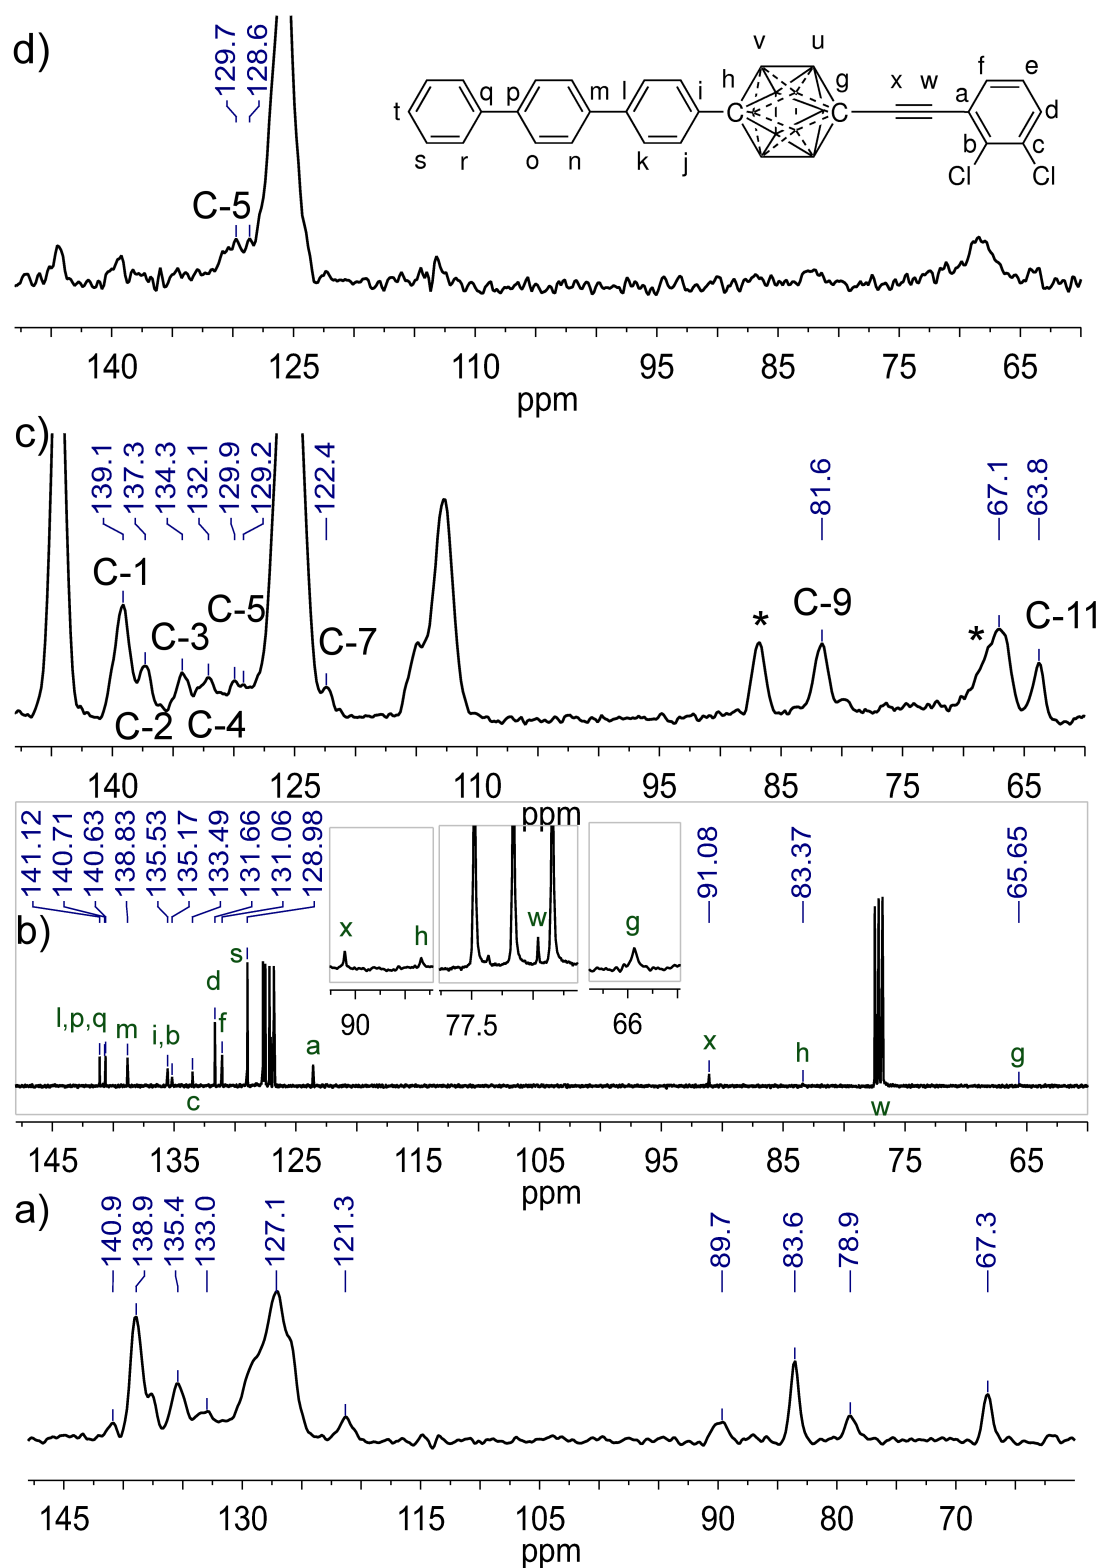 d)
129.7
128.6
C-5
v u
h g
x w
f e
a d
b c
t q p m l i
s r o n k j
C C
Cl Cl
140 125 110 95 85 75 65
ppm
c)
139.1
137.3
134.3
132.1
129.9
129.2
122.4
81.6
67.1
63.8
C-1
C-2
C-3
C-4
C-5
C-7
*
C-9
*
C-11
140 125 110 95 85 75 65
ppm
b)
141.12
140.71
140.63
138.83
135.53
135.17
133.49
131.66
131.06
128.98
91.08
83.37
65.65
x h
w
g
90
77.5
66
l,p,q
m
i,b
c
d
f
s
a
x
h
w
g
145 135 125 115 105 95 85 75 65
ppm
a)
140.9
138.9
135.4
133.0
127.1
121.3
89.7
83.6
78.9
67.3
145 130 115 105 90 80 70
ppm